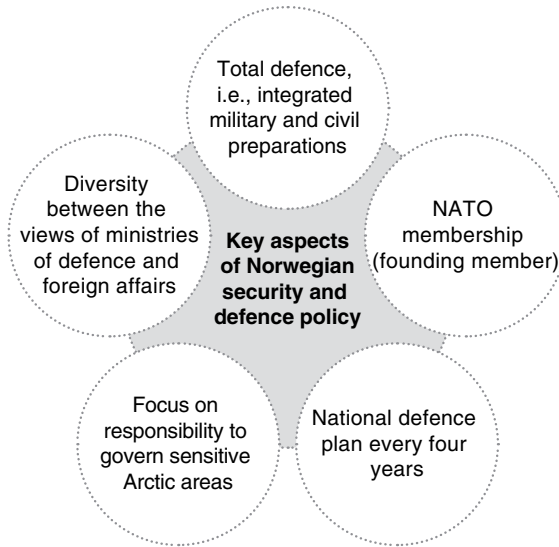 Total defence,
i.e., integrated
military and civil
preparations
Diversity
between the
views of ministries
of defence and
foreign affairs
Key aspects
of Norwegian
security and
defence policy
NATO
membership
(founding member)
Focus on
responsibility to
govern sensitive
Arctic areas
National defence
plan every four
years